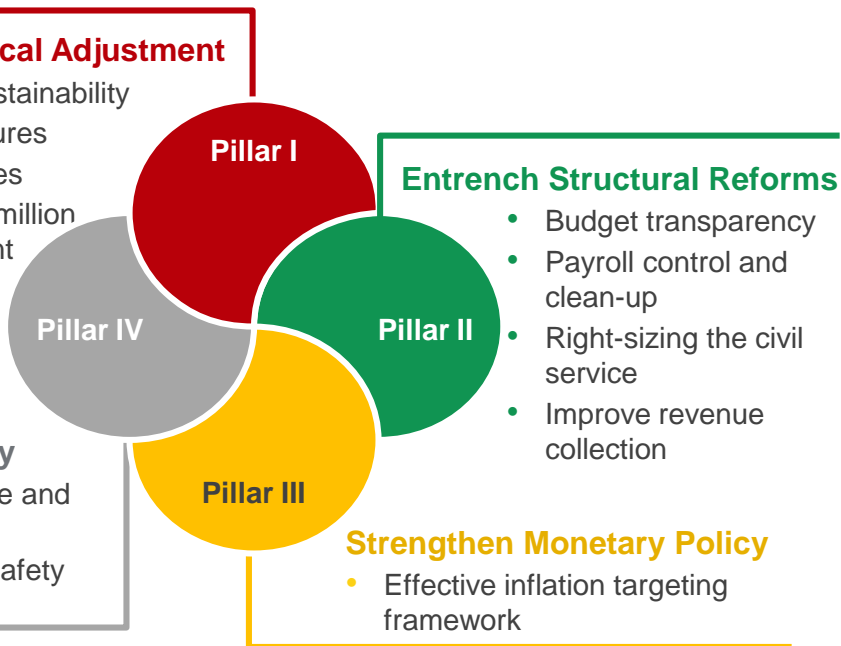 cal Adjustment
stainability
ures
es
million
nt
Pillar I
Entrench Structural Reforms
• Budget transparency
• Payroll control and
clean-up
• Right-sizing the civil
service
• Improve revenue
collection
Pillar IV
Pillar II
Pillar III
y
e and
afety
Strengthen Monetary Policy
• Effective inflation targeting
framework